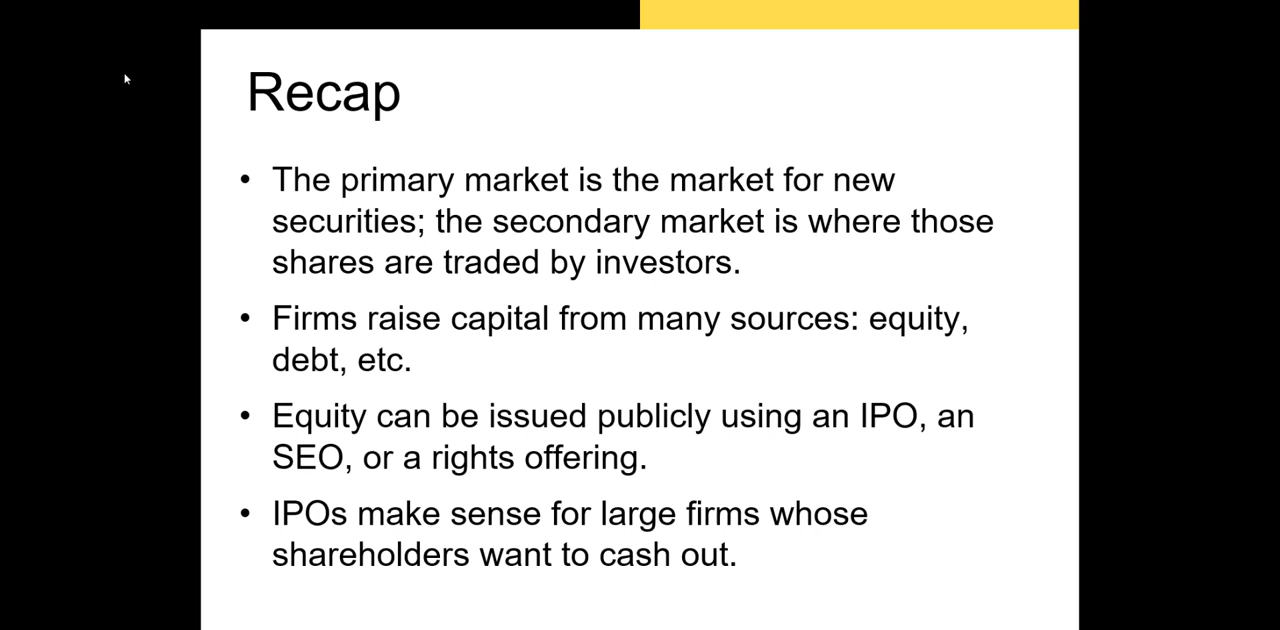 Recap
• The primary market is the market for new
securities; the secondary market is where those
shares are traded by investors.
• Firms raise capital from many sources: equity,
debt, etc.
• Equity can be issued publicly using an IPO, an
SEO, or a rights offering.
• IPOs make sense for large firms whose
shareholders want to cash out.